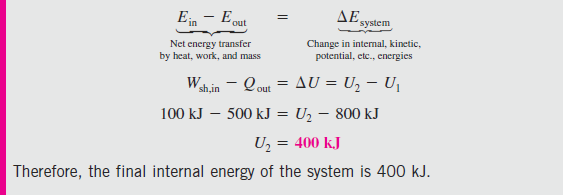 E_in − E_out = ΔE_system
Net energy transfer by heat, work, and mass
Change in internal, kinetic, potential, etc., energies
W_sh,in − Q_out = ΔU = U_2 − U_1
100 kJ − 500 kJ = U_2 − 800 kJ
U_2 = 400 kJ
Therefore, the final internal energy of the system is 400 kJ.